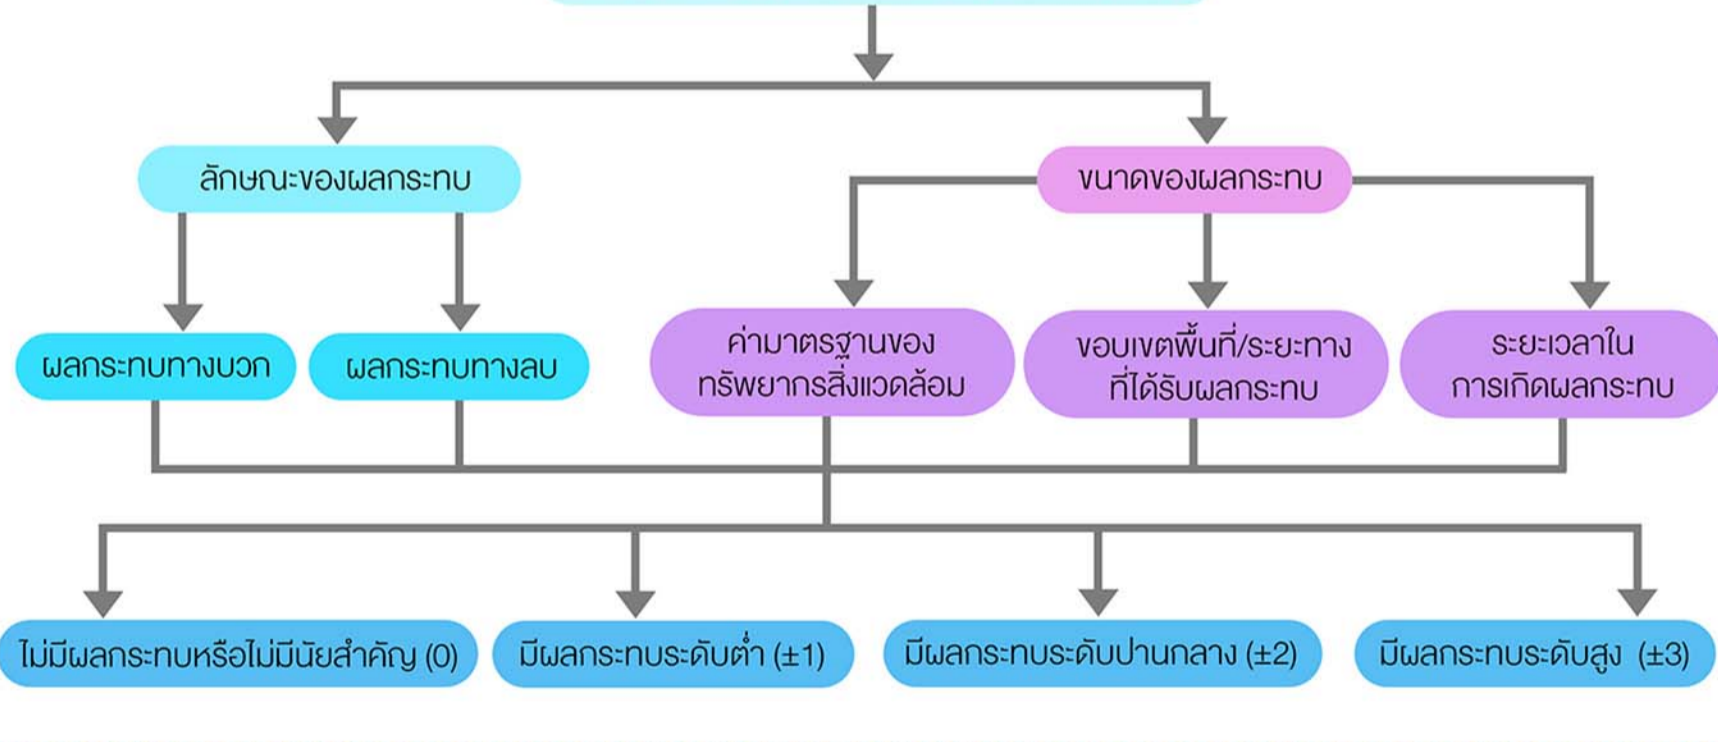 ลักษณะของผลกระทบ
ขนาดของผลกระทบ
ผลกระทบทางบวก
ผลกระทบทางลบ
ค่ามาตรฐานของ
ทรัพยากรสิ่งแวดล้อม
ขอบเขตพื้นที่/ระยะทาง
ที่ได้รับผลกระทบ
ระยะเวลาใน
การเกิดผลกระทบ
ไม่มีผลกระทบหรือไม่มีนัยสำคัญ (0)
มีผลกระทบระดับต่ำ (±1)
มีผลกระทบระดับปานกลาง (±2)
มีผลกระทบระดับสูง (±3)